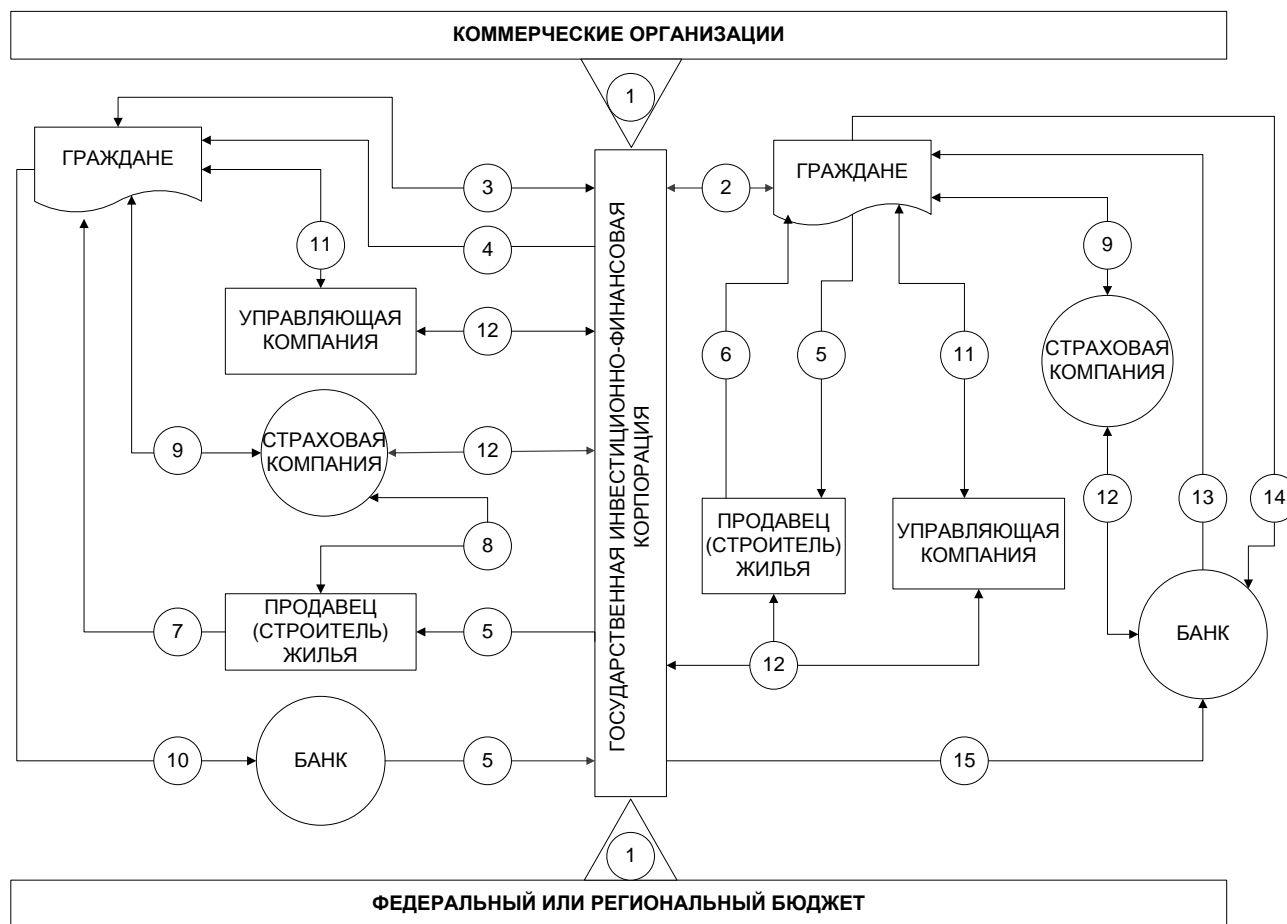 КОММЕРЧЕСКИЕ ОРГАНИЗАЦИИ
1
ГРАЖДАНЕ
3
4
11
УПРАВЛЯЮЩАЯ
КОМПАНИЯ
12
СТРАХОВАЯ
КОМПАНИЯ
9
12
8
ПРОДАВЕЦ
(СТРОИТЕЛЬ)
ЖИЛЬЯ
7
5
10
БАНК
5
ГОСУДАРСТВЕННАЯ ИНВЕСТИЦИОННО-ФИНАНСОВАЯ
КОРПОРАЦИЯ
2
ГРАЖДАНЕ
9
СТРАХОВАЯ
КОМПАНИЯ
6
5
11
12
13
14
ПРОДАВЕЦ
(СТРОИТЕЛЬ)
ЖИЛЬЯ
УПРАВЛЯЮЩАЯ
КОМПАНИЯ
12
БАНК
15
1
ФЕДЕРАЛЬНЫЙ ИЛИ РЕГИОНАЛЬНЫЙ БЮДЖЕТ